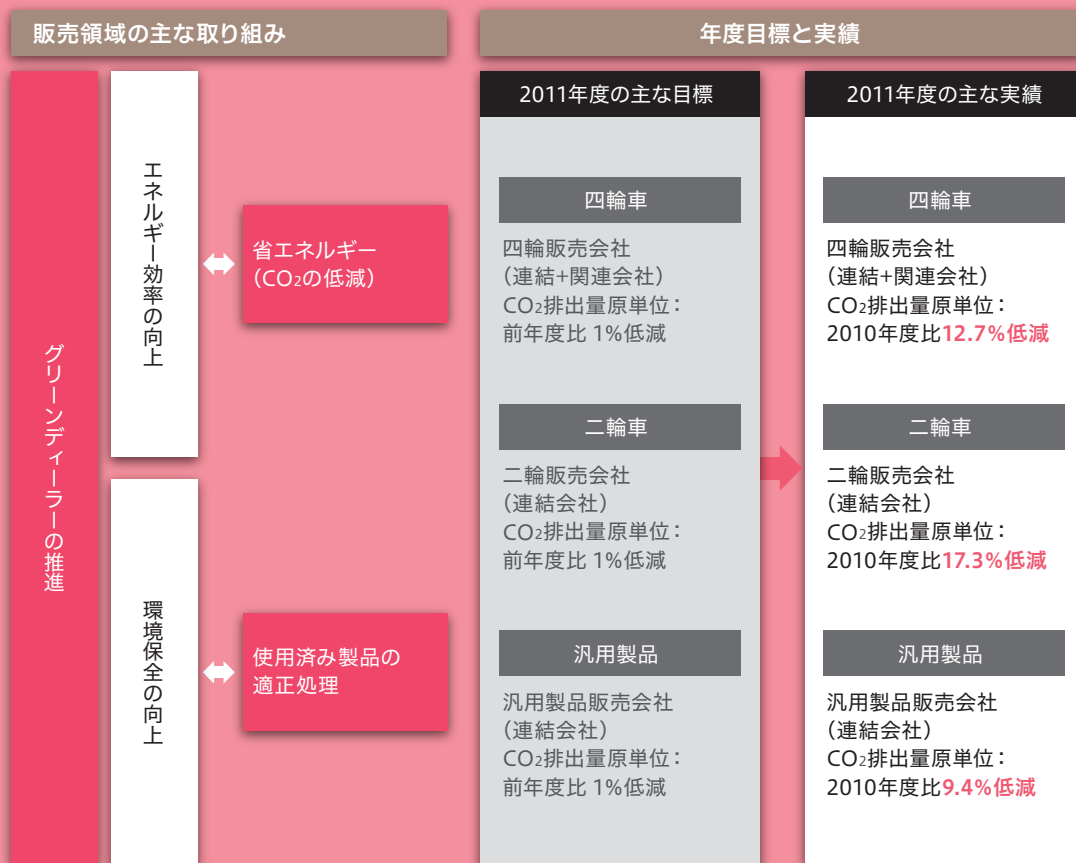 販売領域の主な取り組み
グリーンディーラーの推進
エネルギー効率の向上
省エネルギー
（CO2の低減）
環境保全の向上
使用済み製品の
適正処理
年度目標と実績
2011年度の主な目標
四輪車
四輪販売会社
（連結+関連会社）
CO2排出量原単位：
前年度比 1%低減
二輪車
二輪販売会社
（連結会社）
CO2排出量原単位：
前年度比 1%低減
汎用製品
汎用製品販売会社
（連結会社）
CO2排出量原単位：
前年度比 1%低減
2011年度の主な実績
四輪車
四輪販売会社
（連結+関連会社）
CO2排出量原単位：
2010年度比12.7%低減
二輪車
二輪販売会社
（連結会社）
CO2排出量原単位：
2010年度比17.3%低減
汎用製品
汎用製品販売会社
（連結会社）
CO2排出量原単位：
2010年度比9.4%低減